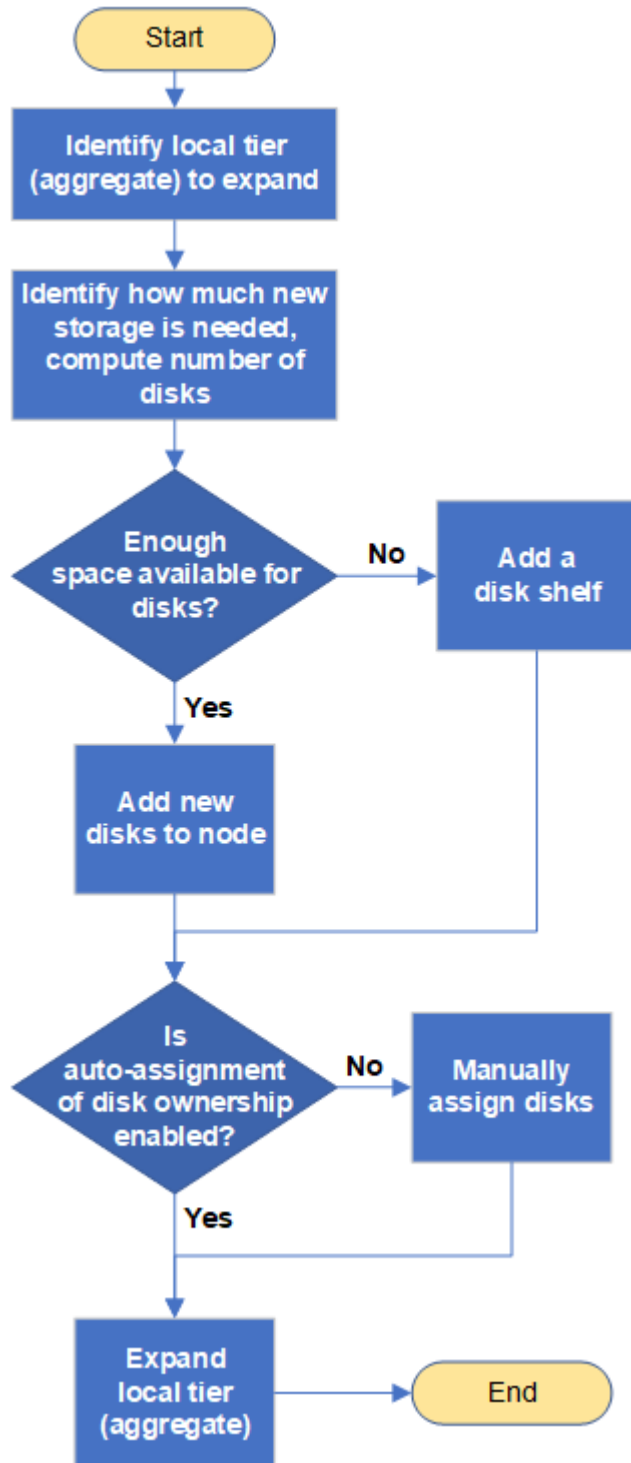 Start
Identify local tier
(aggregate) to expand
Identify how much new
storage is needed,
compute number of
disks
Enough
space available for
disks?
No
Add a
disk shelf
Yes
Add new
disks to node
Is
auto-assignment
of disk ownership
enabled?
No
Manually
assign disks
Yes
Expand
local tier
(aggregate)
End